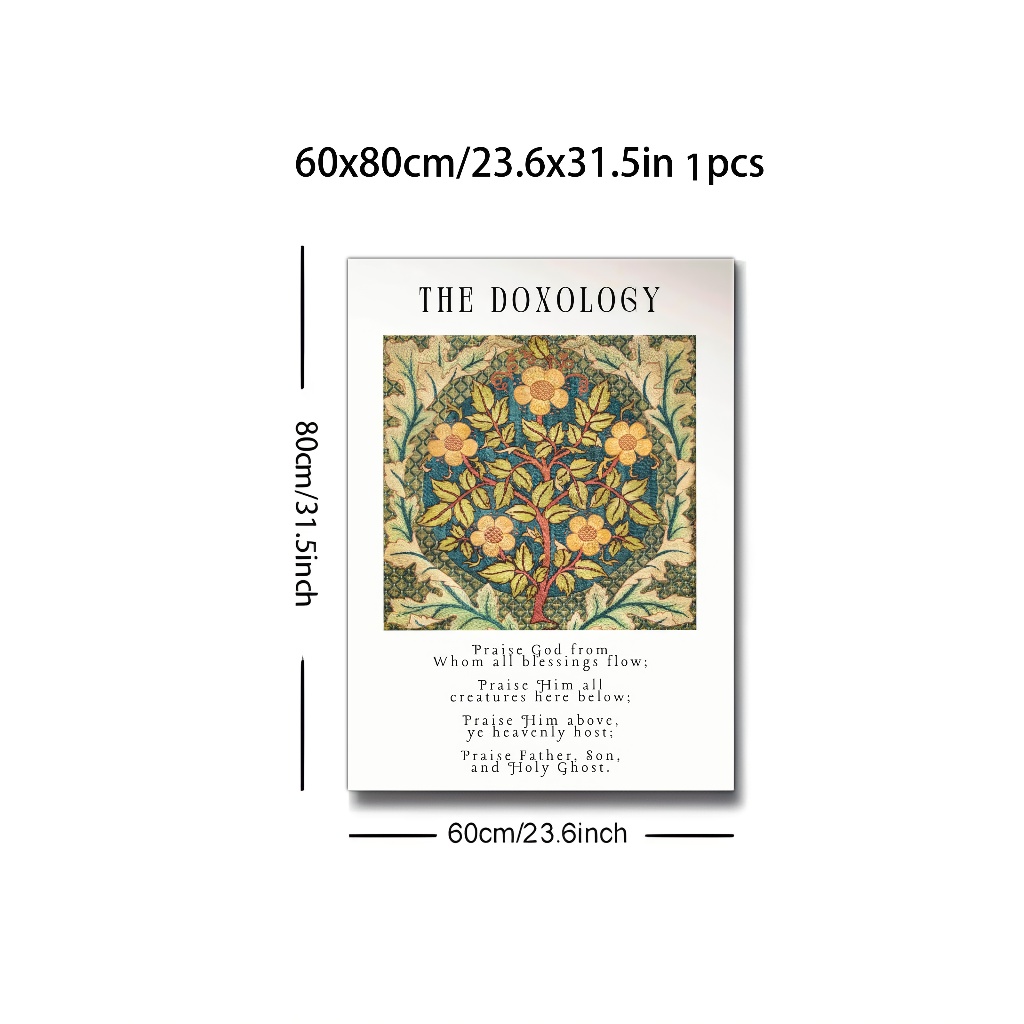 60x80cm/23.6x31.5in 1pcs
THE DOXOLOGY
80cm/31.5inch
Praise God from
Whom all blessings flow;
Praise Him all
creatures here below;
Praise Him above,
ye heavenly host;
Praise Father, Son,
and Holy Ghost.
60cm/23.6inch